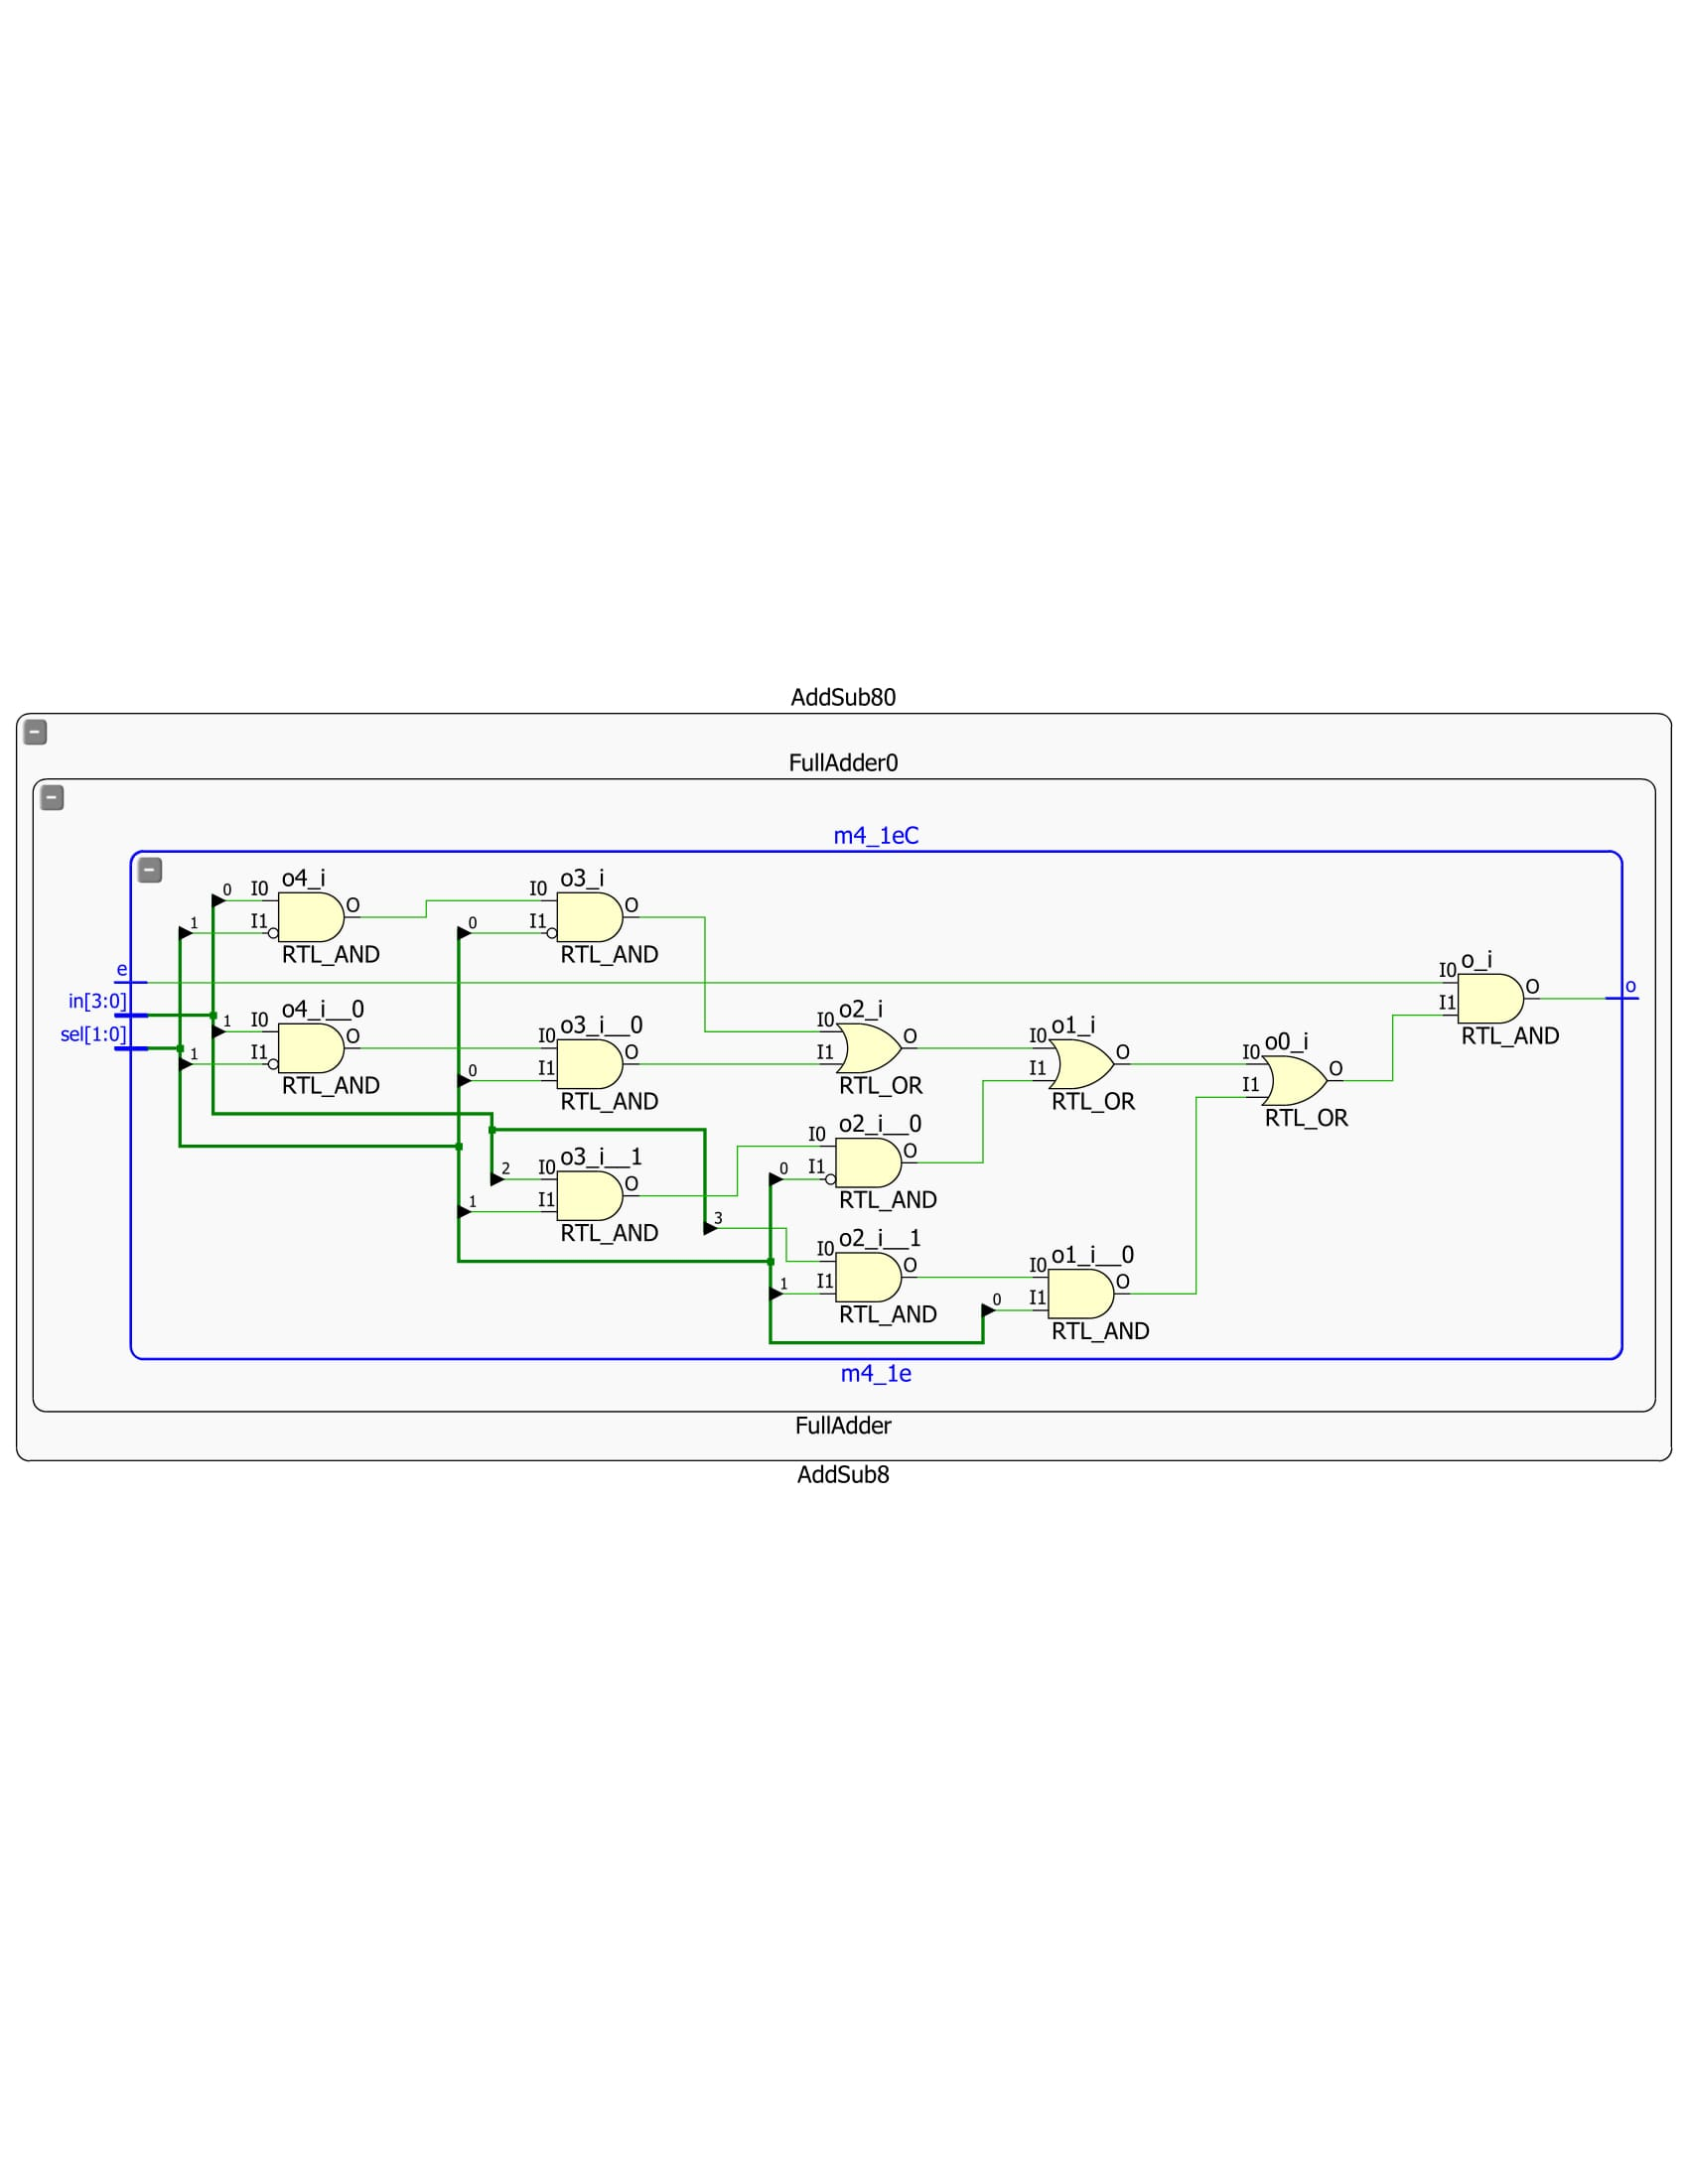 AddSub80
FullAdder0
m4_1eC
o4_i
o3_i
0 I0 O I0 O
1 I1 0 I1
RTL_AND RTL_AND
o_i
e I0 O o
in[3:0] I1
sel[1:0] RTL_AND
o4_i__0 o3_i__0 o2_i o1_i o0_i
1 I0 O I0 O I0 O I0 O I0 O
1 I1 0 I1 I1 I1 I1
RTL_AND RTL_AND RTL_OR RTL_OR RTL_OR
o3_i__1 o2_i__0
2 I0 O I0 O
1 I1 0 I1
RTL_AND RTL_AND
o2_i__1 o1_i__0
3 I0 O I0 O
1 I1 0 I1
RTL_AND RTL_AND
m4_1e
FullAdder
AddSub8